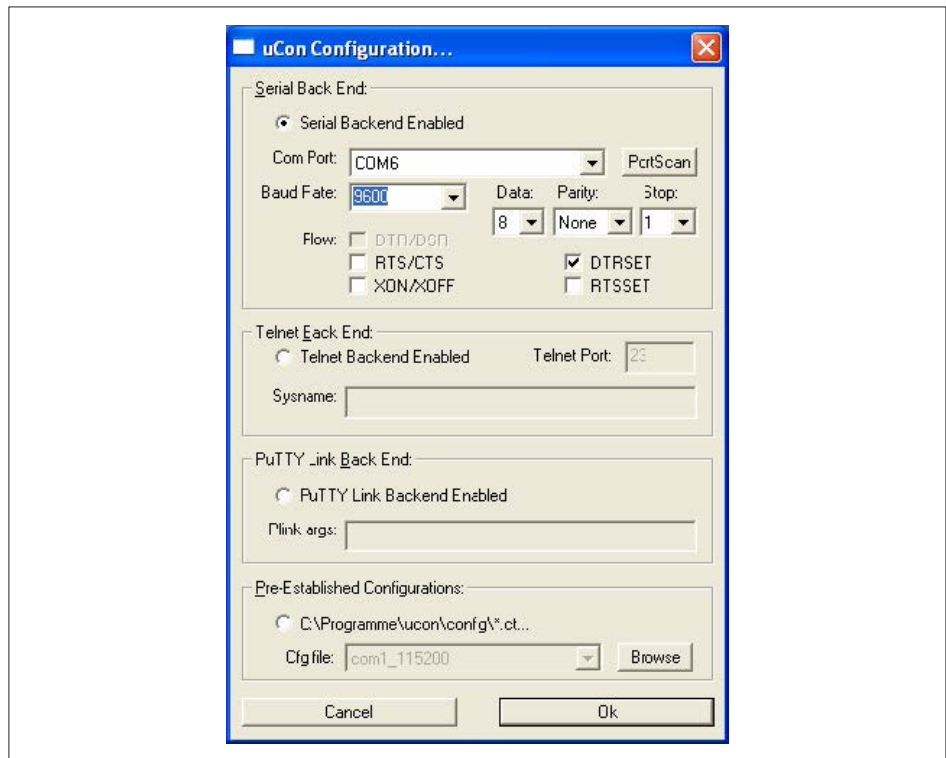 uCon Configuration...
Serial Back End:
Serial Backend Enabled
Com Port: COM6 PortScan
Baud Rate: 9600 Data: Parity: Stop:
8 None 1
Flow: DTR/DSR
RTS/CTS DTRSET
XON/XOFF RTSSET
Telnet Back End:
Telnet Backend Enabled Telnet Port: 23
Sysname:
PuTTY Link Back End:
PuTTY Link Backend Enabled
Plink args:
Pre-Established Configurations:
C:\Programme\ucon\config\*.ct...
Cfg file: com1_115200 Browse
Cancel Ok